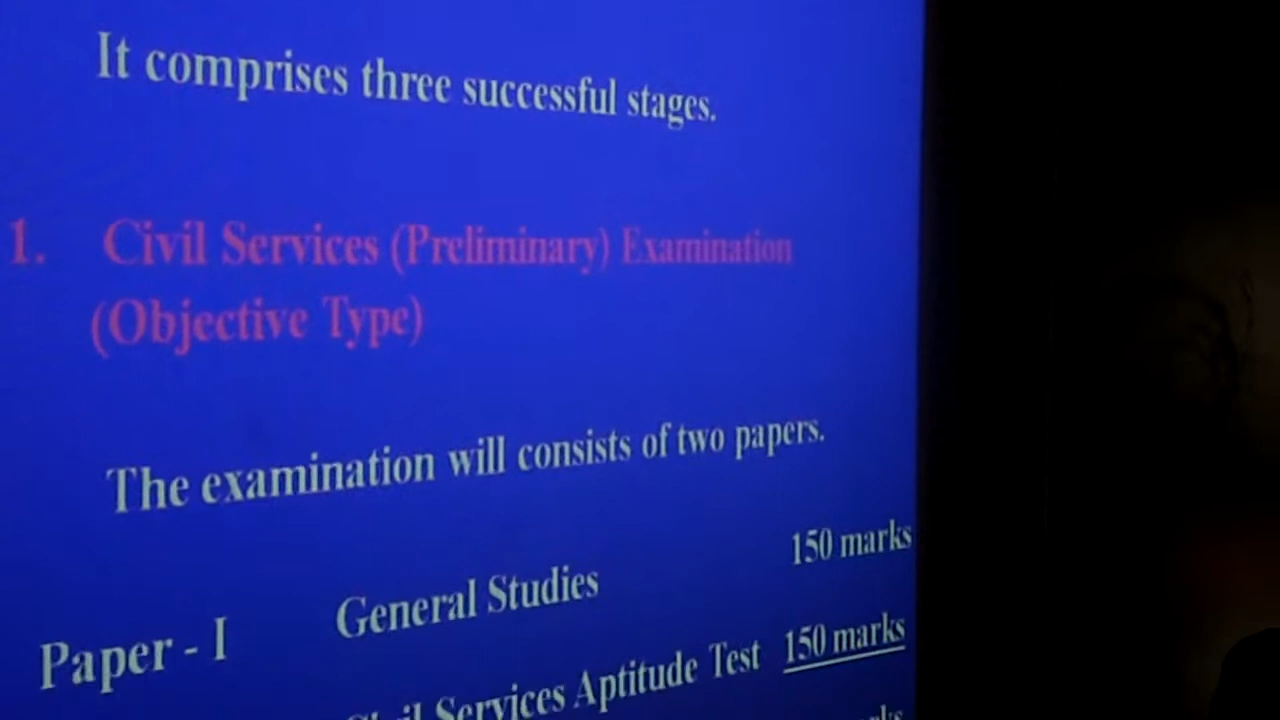 It comprises three successful stages.
1. Civil Services (Preliminary) Examination
(Objective Type)
The examination will consists of two papers.
Paper - I General Studies 150 marks
Services Aptitude Test 150 marks